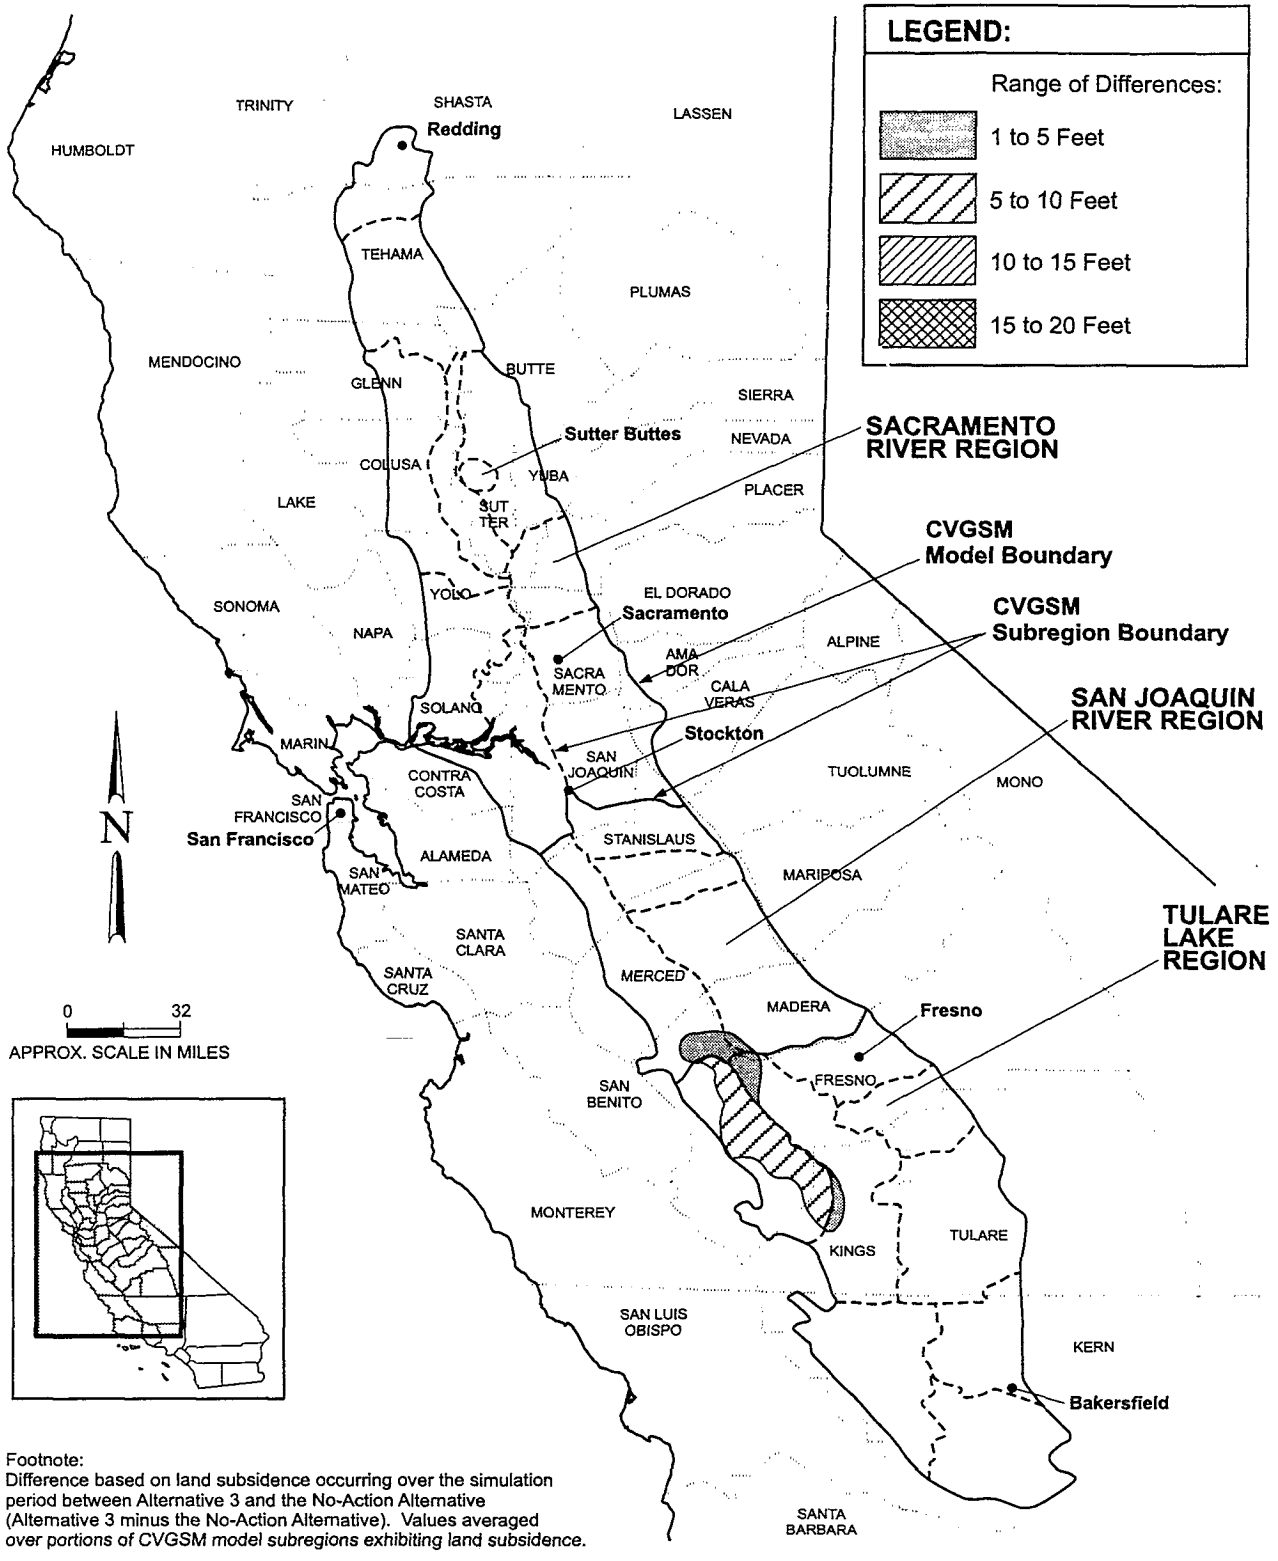 LEGEND:
Range of Differences:
1 to 5 Feet
5 to 10 Feet
10 to 15 Feet
15 to 20 Feet
TRINITY
SHASTA
Redding
LASSEN
HUMBOLDT
TEHAMA
PLUMAS
MENDOCINO
GLENN
BUTTE
SIERRA
Sutter Buttes
NEVADA
SACRAMENTO
RIVER REGION
COLUSA
YUBA
PLACER
LAKE
SUT
TER
CVGSM
Model Boundary
YOLO
EL DORADO
SONOMA
Sacramento
CVGSM
Subregion Boundary
NAPA
ALPINE
AMA
DOR
SACRA
MENTO
CALA
VERAS
SAN JOAQUIN
RIVER REGION
SOLANO
Stockton
MARIN
SAN
JOAQUIN
CONTRA
COSTA
TUOLUMNE
MONO
SAN
FRANCISCO
San Francisco
N
STANISLAUS
ALAMEDA
SAN
MATEO
MARIPOSA
TULARE
LAKE
REGION
SANTA
CLARA
SANTA
CRUZ
MERCED
MADERA
Fresno
0 32
APPROX. SCALE IN MILES
FRESNO
SAN
BENITO
MONTEREY
KINGS
TULARE
SAN LUIS
OBISPO
KERN
Bakersfield
SANTA
BARBARA
Footnote:
Difference based on land subsidence occurring over the simulation
period between Alternative 3 and the No-Action Alternative
(Alternative 3 minus the No-Action Alternative). Values averaged
over portions of CVGSM model subregions exhibiting land subsidence.